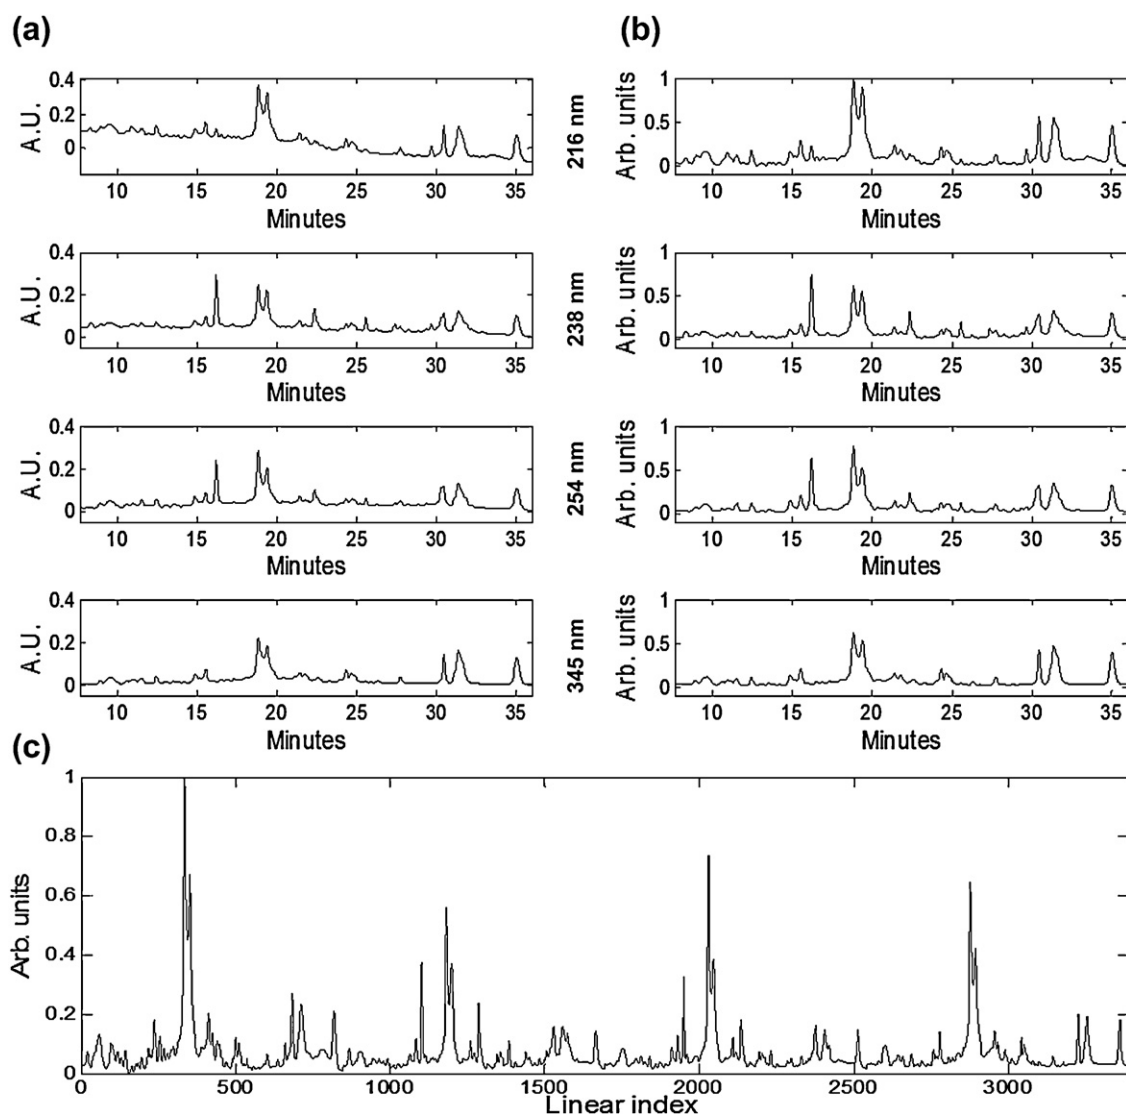 (a) (b)
0.4 1
A.U. 0.2 216 nm Arb. units 0.5
0 0
10 15 20 25 30 35 10 15 20 25 30 35
Minutes Minutes
0.4 1
A.U. 0.2 238 nm Arb. units 0.5
0 0
10 15 20 25 30 35 10 15 20 25 30 35
Minutes Minutes
0.4 1
A.U. 0.2 254 nm Arb. units 0.5
0 0
10 15 20 25 30 35 10 15 20 25 30 35
Minutes Minutes
0.4 1
A.U. 0.2 345 nm Arb. units 0.5
0 0
10 15 20 25 30 35 10 15 20 25 30 35
Minutes Minutes
(c)
1
0.8
0.6
Arb. units
0.4
0.2
0
0 500 1000 1500 2000 2500 3000
Linear index